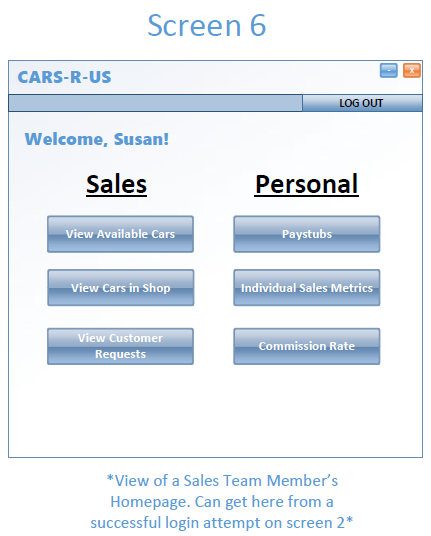 Screen 6
CARS-R-US
- x
LOG OUT
Welcome, Susan!
Sales
Personal
View Available Cars
Paystubs
View Cars in Shop
Individual Sales Metrics
View Customer
Requests
Commission Rate
*View of a Sales Team Member's
Homepage. Can get here from a
successful login attempt on screen 2*